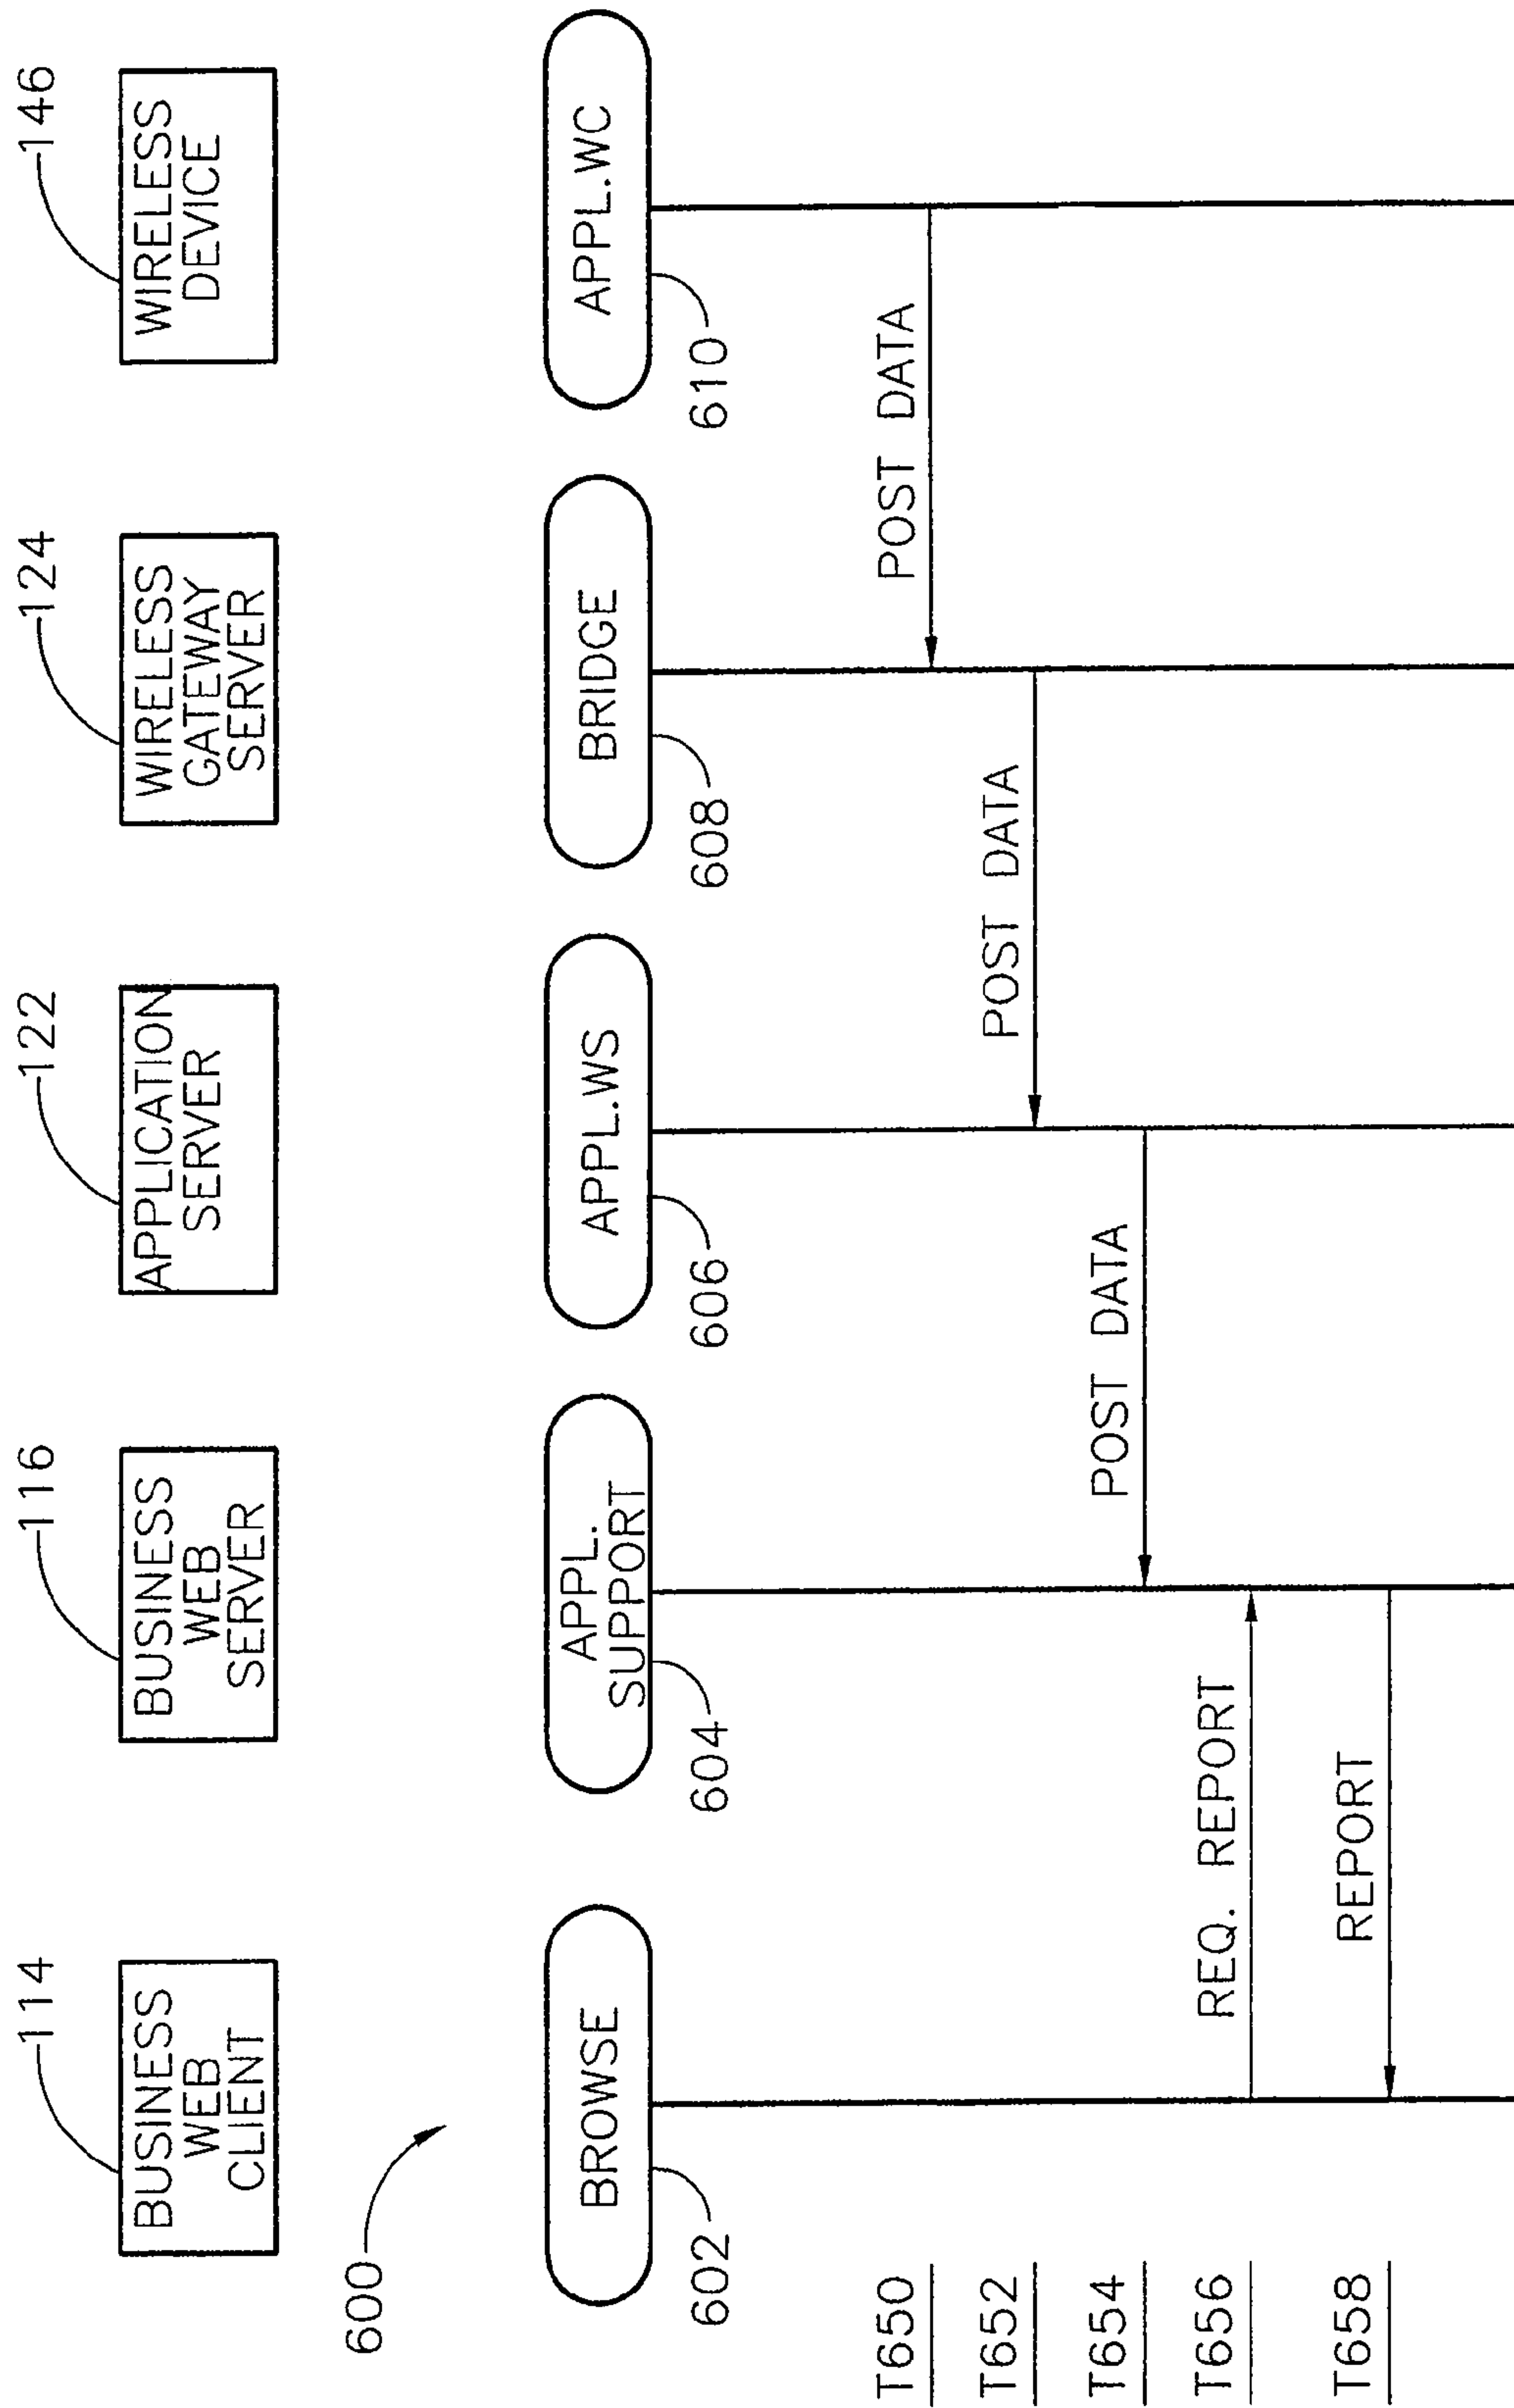 114
116
122
124
146
BUSINESS
WEB
CLIENT
BUSINESS
WEB
SERVER
APPLICATION
SERVER
WIRELESS
GATEWAY
SERVER
WIRELESS
DEVICE
600
BROWSE
APPL.
SUPPORT
APPL.WS
BRIDGE
APPL.WC
602
604
606
608
610
T650
POST DATA
T652
POST DATA
T654
POST DATA
T656
REQ. REPORT
T658
REPORT